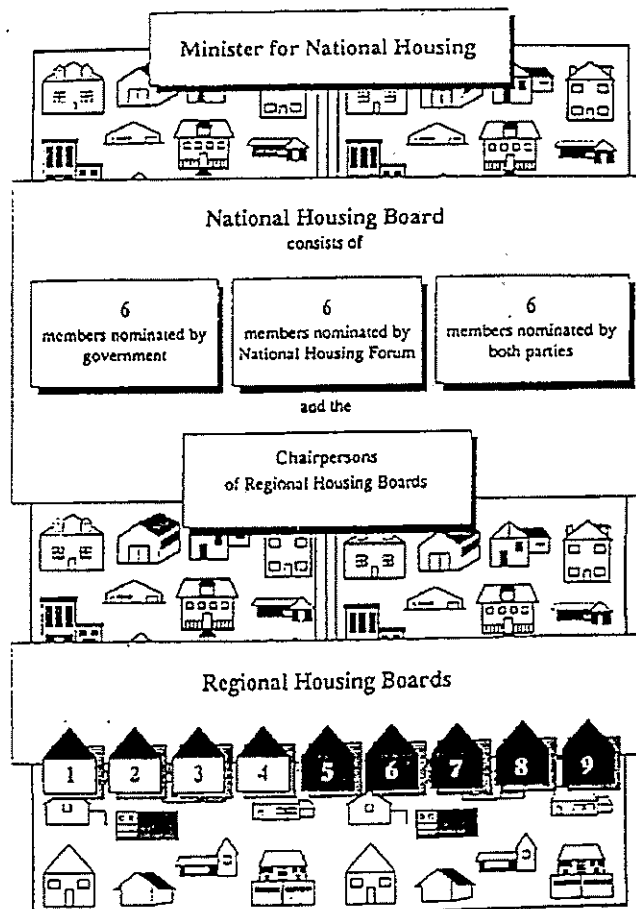 Minister for National Housing
National Housing Board
consists of
6
members nominated by
government
6
members nominated by
National Housing Forum
6
members nominated by
both parties
and the
Chairpersons
of Regional Housing Boards
Regional Housing Boards
1 2 3 4 5 6 7 8 9